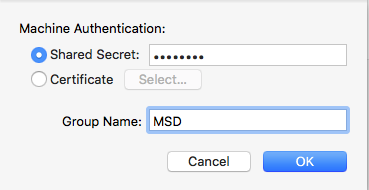 Machine Authentication:
Shared Secret: ••••••••
Certificate Select...
Group Name: MSD
Cancel OK